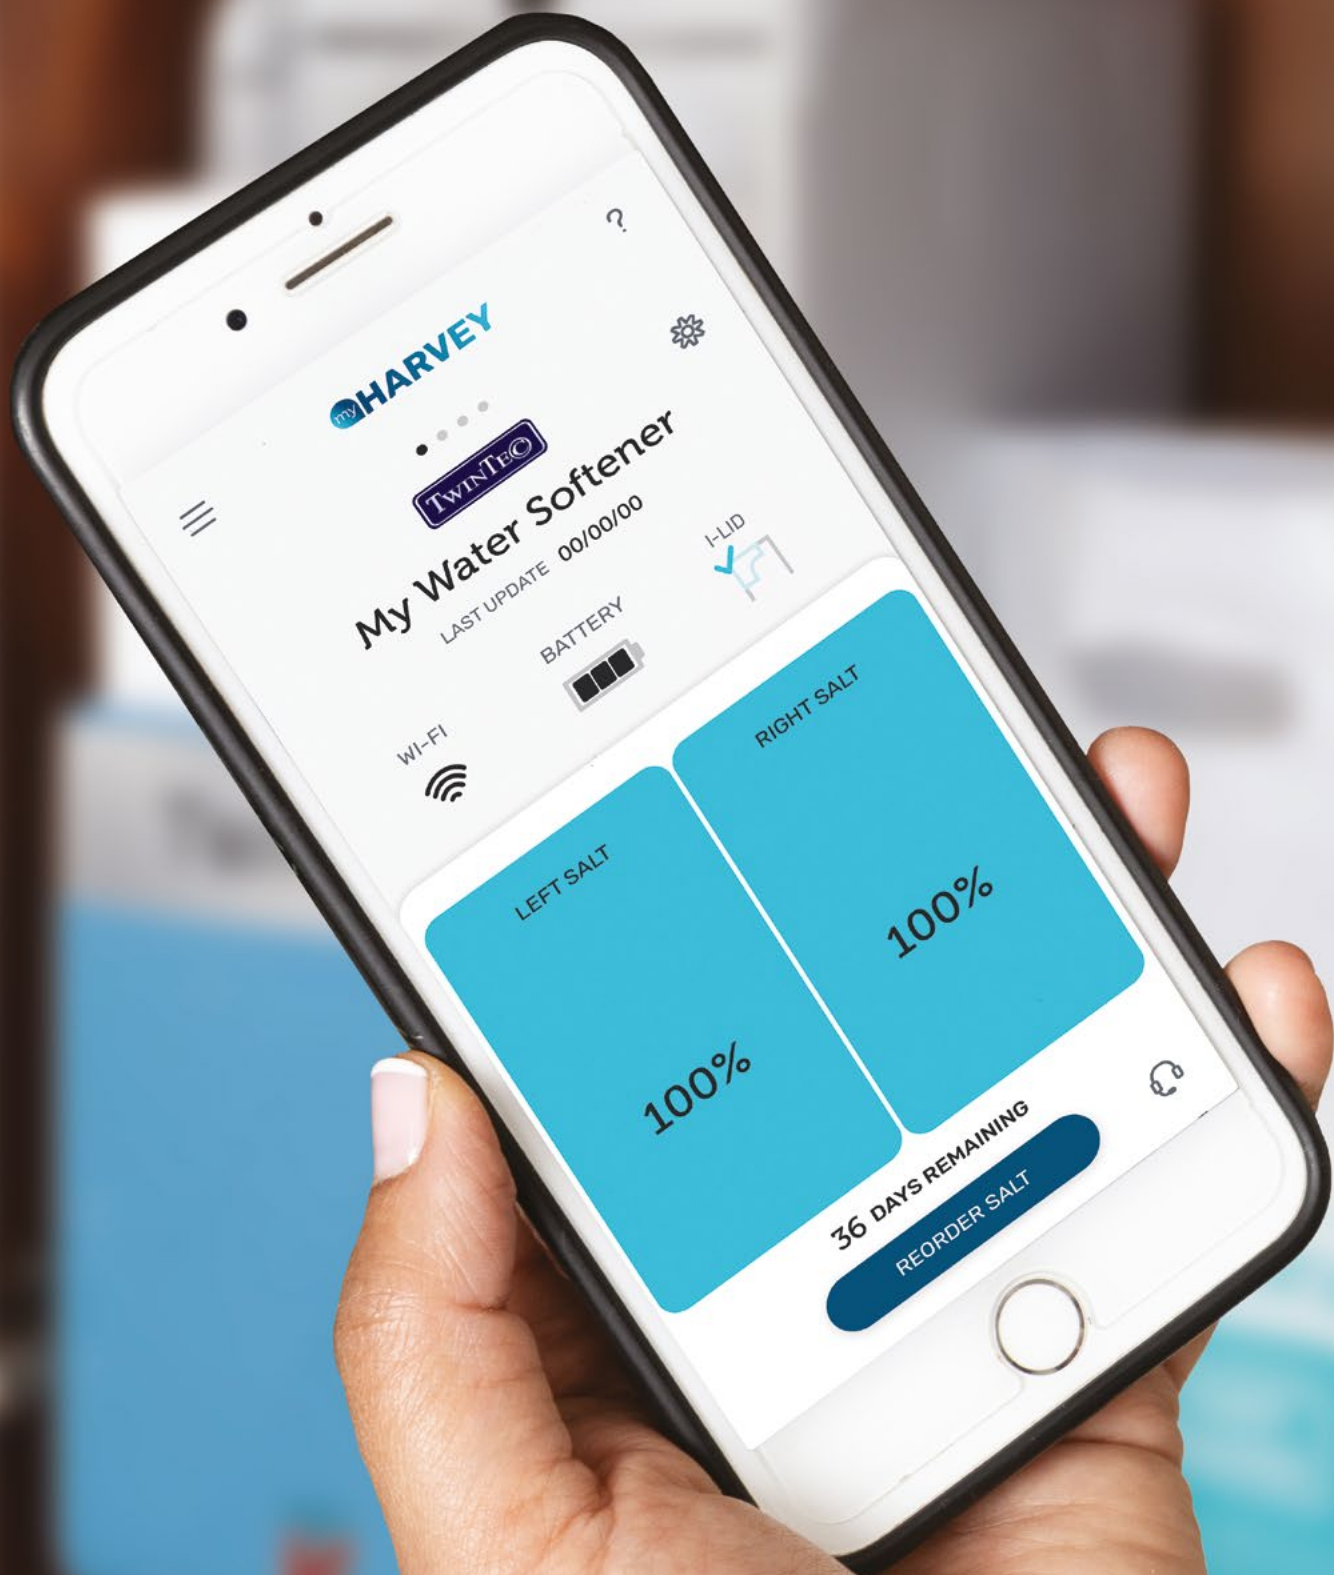 ?
myHARVEY
TWINTEC
My Water Softener
LAST UPDATE 00/00/00
WI-FI
BATTERY
I-LID
LEFT SALT
RIGHT SALT
100%
100%
36 DAYS REMAINING
REORDER SALT